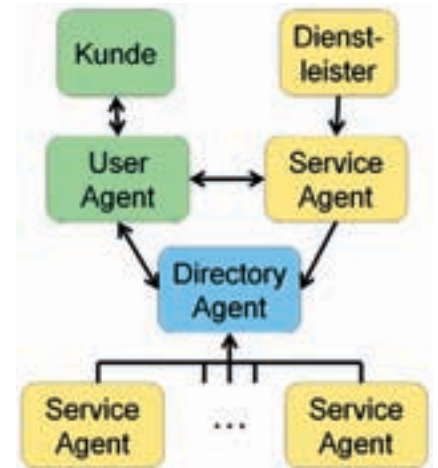 Kunde
Dienst-
leister
User
Agent
Service
Agent
Directory
Agent
Service
Agent
...
Service
Agent